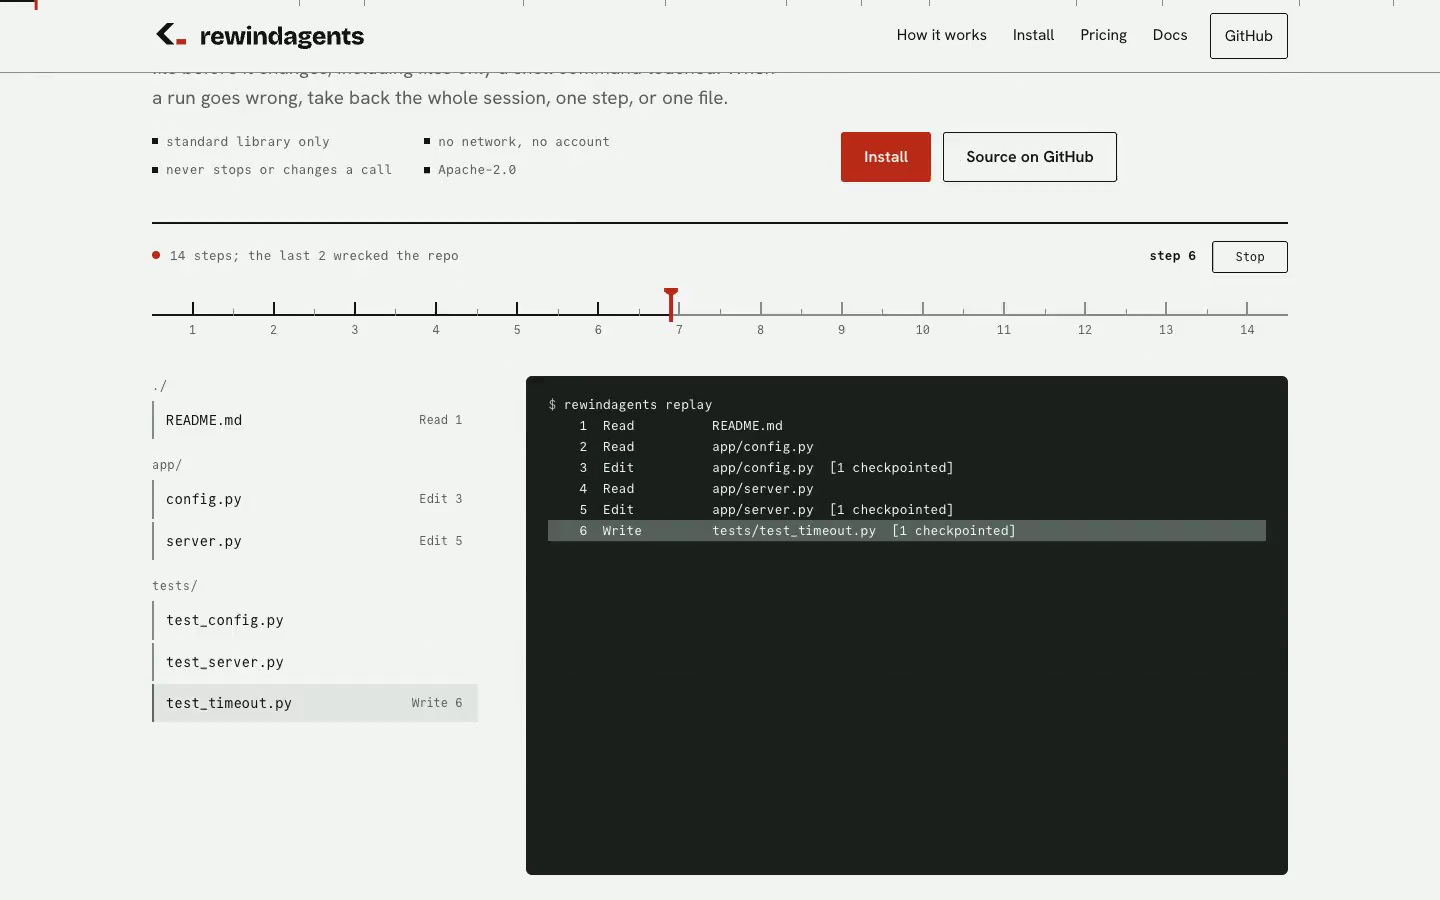 rewindagents
How it works
Install
Pricing
Docs
GitHub
a run goes wrong, take back the whole session, one step, or one file.
standard library only
no network, no account
never stops or changes a call
Apache-2.0
Install
Source on GitHub
14 steps; the last 2 wrecked the repo
step 6
Stop
1 2 3 4 5 6 7 8 9 10 11 12 13 14
./
README.md Read 1
app/
config.py Edit 3
server.py Edit 5
tests/
test_config.py
test_server.py
test_timeout.py Write 6
$ rewindagents replay
1 Read README.md
2 Read app/config.py
3 Edit app/config.py [1 checkpointed]
4 Read app/server.py
5 Edit app/server.py [1 checkpointed]
6 Write tests/test_timeout.py [1 checkpointed]